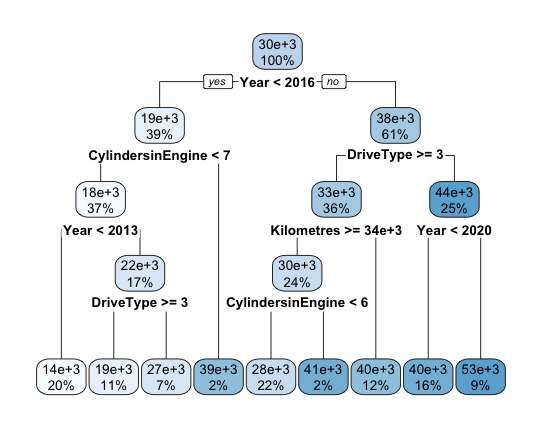 30e+3
100%
yes Year < 2016 no
19e+3
39%
38e+3
61%
CylindersinEngine < 7
DriveType >= 3
18e+3
37%
33e+3
36%
44e+3
25%
Year < 2013
Kilometres >= 34e+3
Year < 2020
22e+3
17%
30e+3
24%
DriveType >= 3
CylindersinEngine < 6
14e+3
20%
19e+3
11%
27e+3
7%
39e+3
2%
28e+3
22%
41e+3
2%
40e+3
12%
40e+3
16%
53e+3
9%